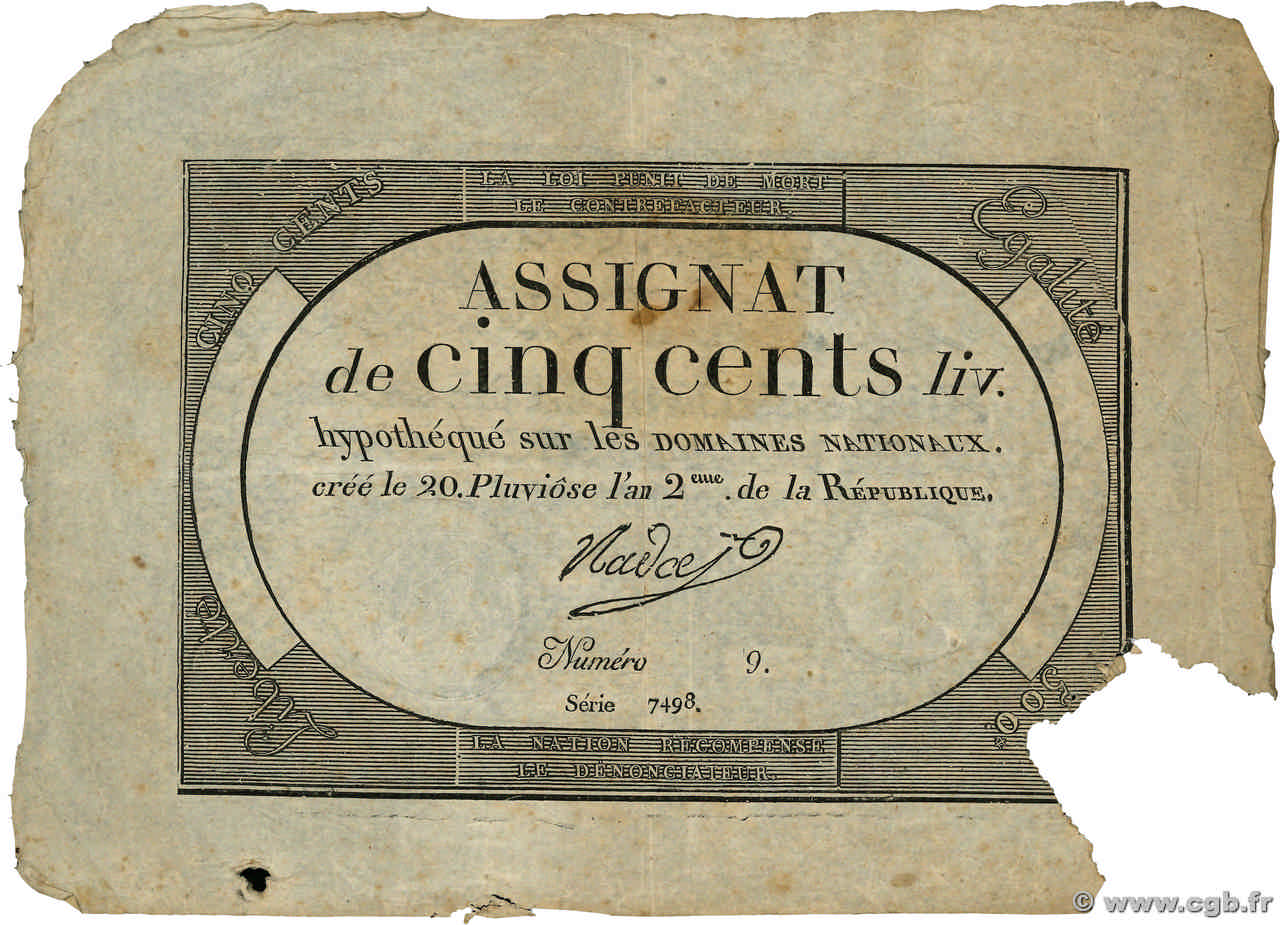 LA LOI PUNIT DE MORT
LE CONTREFACTEUR.
CINQ CENTS
Egalité
ASSIGNAT
de cinq cents liv.
hypothéqué sur les DOMAINES NATIONAUX.
créé le 20. Pluviôse l'an 2eme. de la RÉPUBLIQUE.
Numéro 9.
Série 7498.
Liberté
500#
LA NATION RÉCOMPENSE
LE DÉNONCIATEUR.
© www.cgb.fr